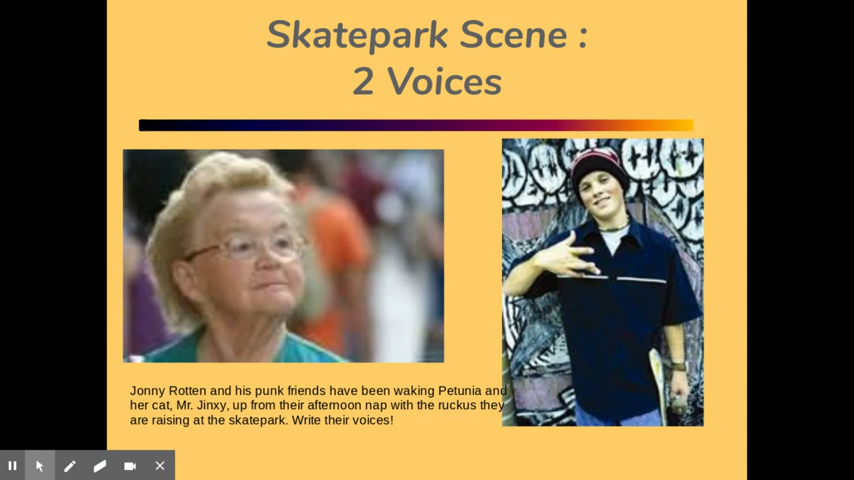 Skatepark Scene :
2 Voices
Jonny Rotten and his punk friends have been waking Petunia and
her cat, Mr. Jinxy, up from their afternoon nap with the ruckus they
are raising at the skatepark. Write their voices!